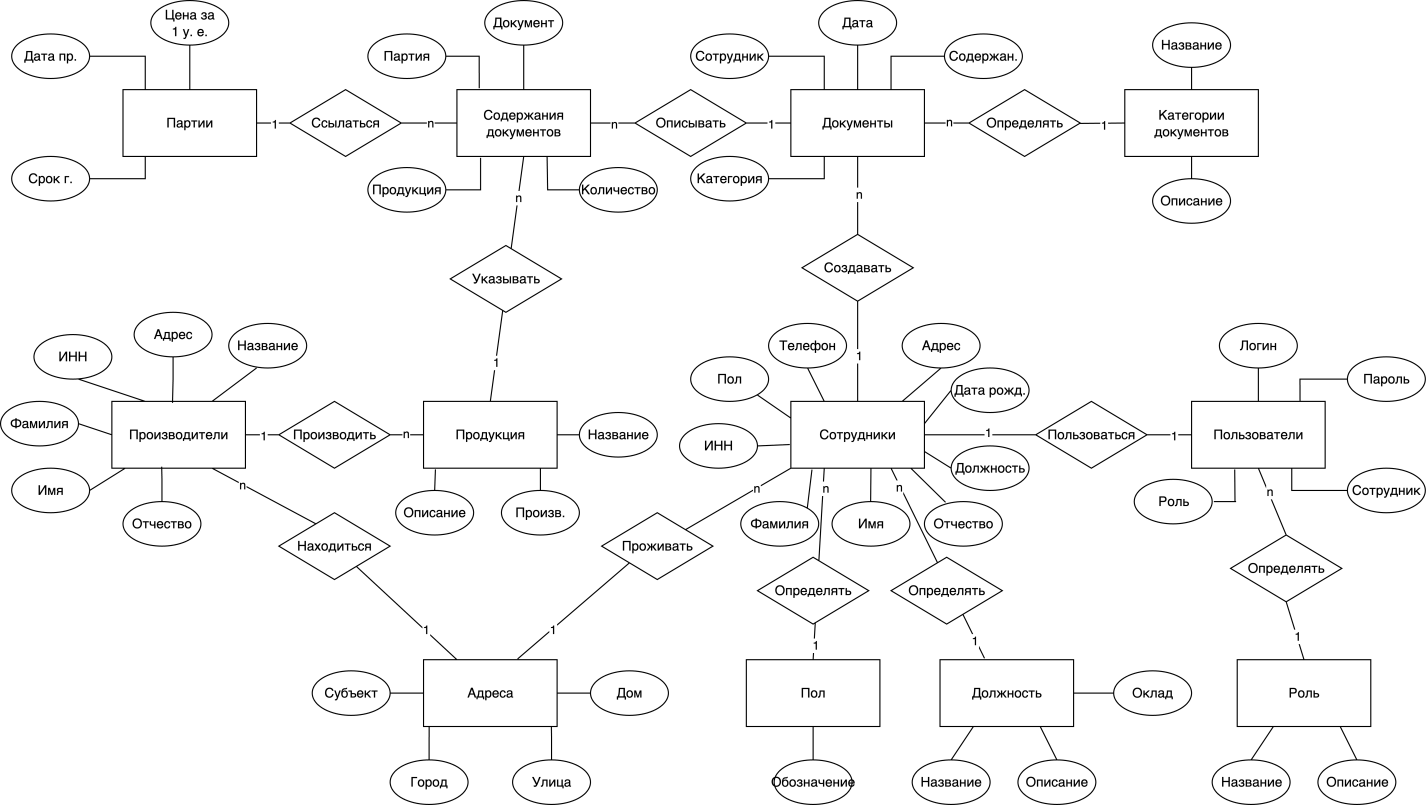 Цена за
1 у. е.
Документ
Дата
Дата пр.
Партия
Сотрудник
Содержан.
Название
Партии
1
Ссылаться
n
Содержания
документов
n
Описывать
1
Документы
n
Определять
1
Категории
документов
Срок г.
Продукция
Количество
Категория
Описание
n
n
Указывать
Создавать
1
1
ИНН
Адрес
Название
Телефон
Адрес
Логин
Пол
Дата рожд.
Пароль
Фамилия
Производители
1
Производить
n
Продукция
Название
ИНН
Сотрудники
1
Пользоваться
1
Пользователи
Должность
Имя
Отчество
n
Описание
Произв.
n
n
n
Фамилия
Имя
Отчество
Роль
n
Сотрудник
Находиться
Проживать
Определять
Определять
Определять
1
1
1
1
1
Субъект
Адреса
Дом
Пол
Должность
Оклад
Роль
Город
Улица
Обозначение
Название
Описание
Название
Описание